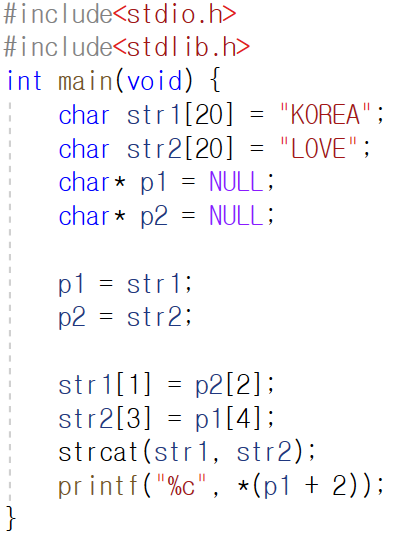 #include<stdio.h>
#include<stdlib.h>
int main(void) {
    char str1[20] = "KOREA";
    char str2[20] = "LOVE";
    char* p1 = NULL;
    char* p2 = NULL;

    p1 = str1;
    p2 = str2;

    str1[1] = p2[2];
    str2[3] = p1[4];
    strcat(str1, str2);
    printf("%c", *(p1 + 2));
}